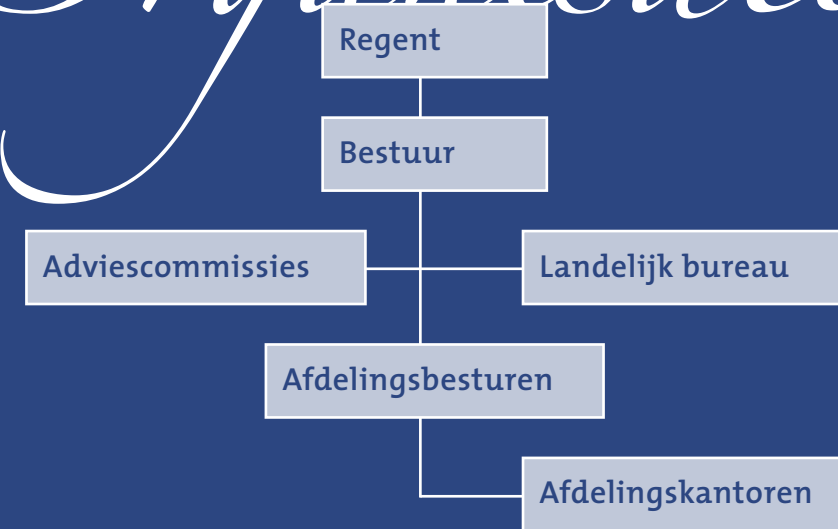 Regent
Bestuur
Adviescommissies
Landelijk bureau
Afdelingsbesturen
Afdelingskantoren